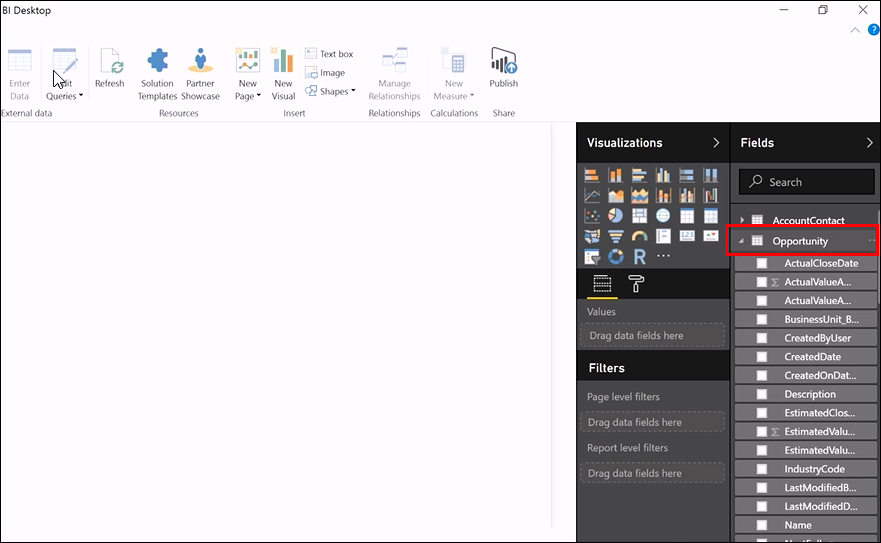 BI Desktop
?
Enter Data
Edit Queries
Refresh
Solution Templates
Partner Showcase
New Page
New Visual
Text box
Image
Shapes
Manage Relationships
New Measure
Publish
External data
Resources
Insert
Relationships
Calculations
Share
Visualizations
Fields
Search
AccountContact
Opportunity
ActualCloseDate
Σ ActualValueA...
ActualValueA...
BusinessUnit_B...
CreatedByUser
CreatedDate
CreatedOnDat...
Description
EstimatedClos...
Σ EstimatedValu...
EstimatedValu...
IndustryCode
LastModifiedB...
LastModifiedD...
Name
123
R
...
Values
Drag data fields here
Filters
Page level filters
Drag data fields here
Report level filters
Drag data fields here